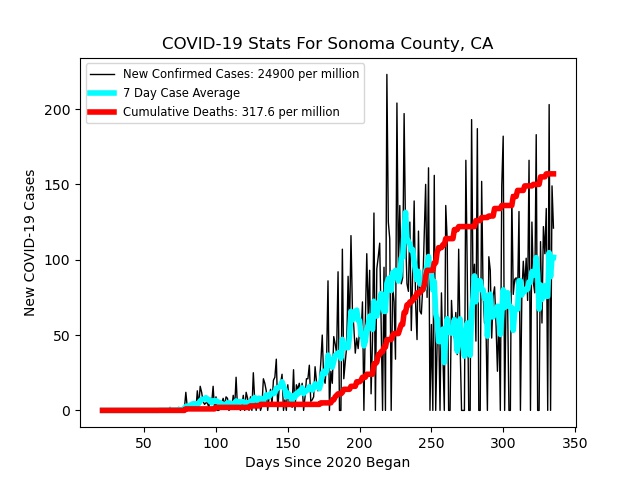 COVID-19 Stats For Sonoma County, CA
New Confirmed Cases: 24900 per million
7 Day Case Average
Cumulative Deaths: 317.6 per million
New COVID-19 Cases
200
150
100
50
0
50 100 150 200 250 300 350
Days Since 2020 Began